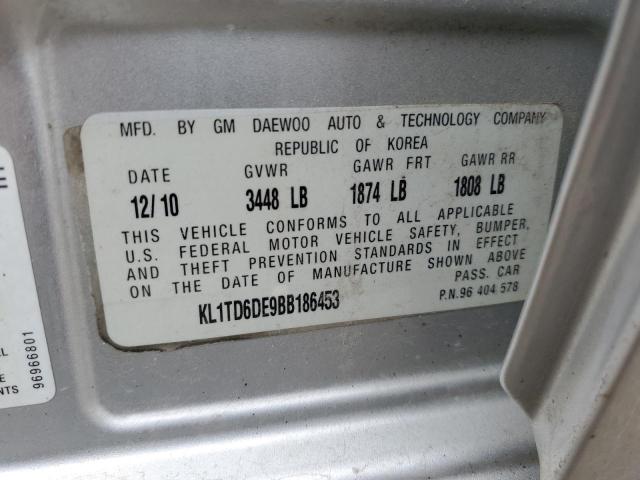 MFD. BY GM DAEWOO AUTO & TECHNOLOGY COMPANY
REPUBLIC OF KOREA
DATE GVWR GAWR FRT GAWR RR
12/10 3448 LB 1874 LB 1808 LB
THIS VEHICLE CONFORMS TO ALL APPLICABLE
U.S. FEDERAL MOTOR VEHICLE SAFETY, BUMPER,
AND THEFT PREVENTION STANDARDS IN EFFECT
ON THE DATE OF MANUFACTURE SHOWN ABOVE
PASS. CAR
KL1TD6DE9BB186453
P.N.96 404 578
96966801